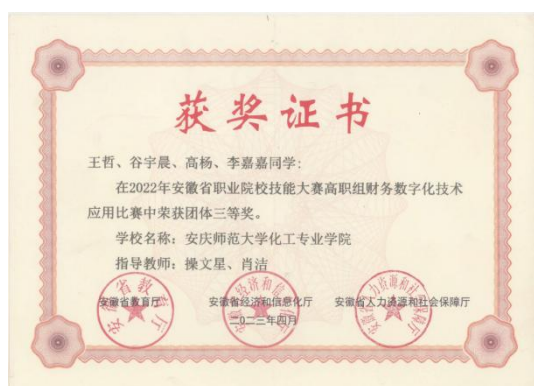 获奖证书
王哲、谷宇晨、高杨、李嘉嘉同学:
在2022年安徽省职业院校技能大赛高职组财务数字化技术
应用比赛中荣获团体三等奖。
学校名称：安庆师范大学化工专业学院
指导教师：操文星、肖洁
安徽省教育厅 安徽省经济和信息化厅 安徽省人力资源和社会保障厅
二〇二三年四月